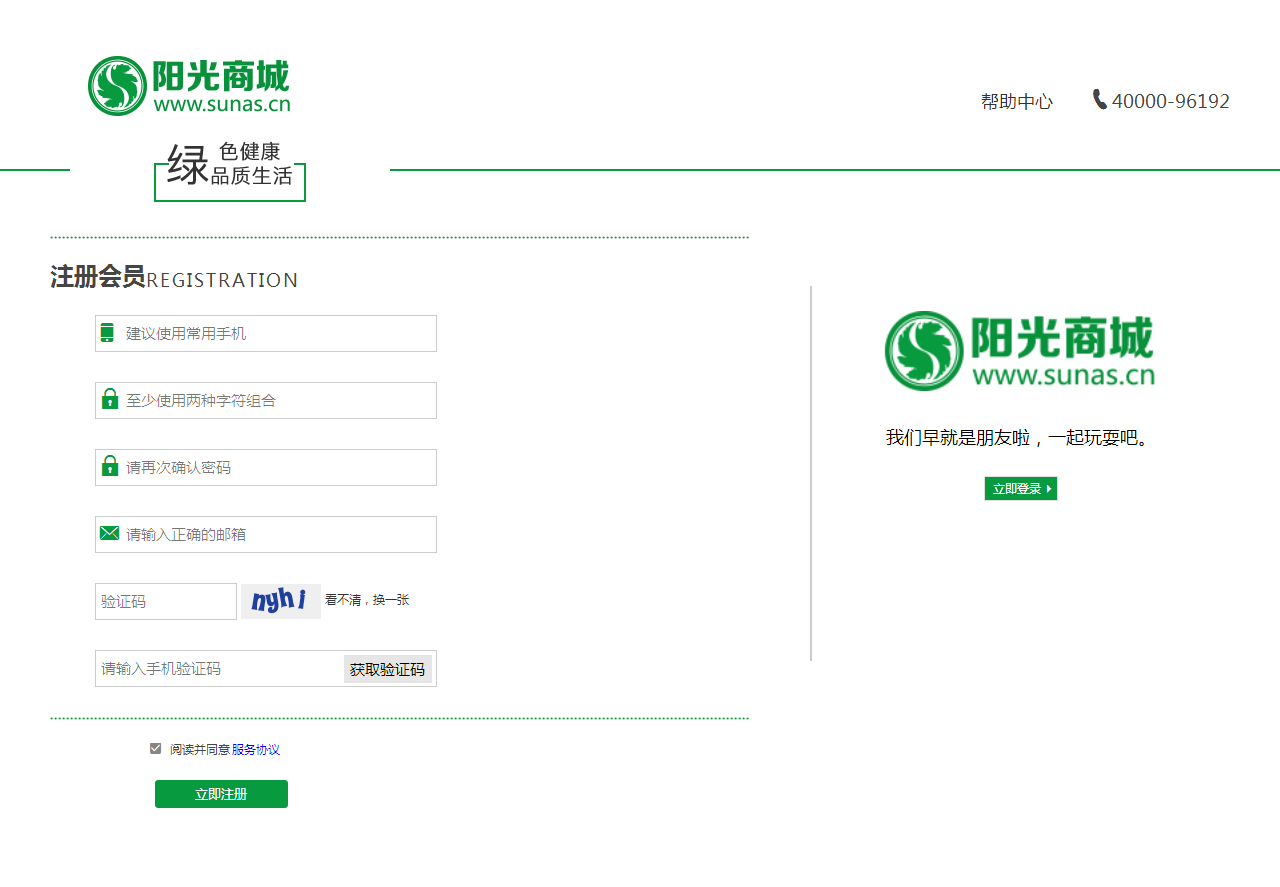 阳光商城
www.sunas.cn
帮助中心
40000-96192
绿色健康
品质生活
注册会员REGISTRATION
建议使用常用手机
至少使用两种字符组合
请再次确认密码
请输入正确的邮箱
验证码 nyhi 看不清，换一张
请输入手机验证码 获取验证码
阅读并同意服务协议
立即注册
阳光商城
www.sunas.cn
我们早就是朋友啦，一起玩耍吧。
立即登录